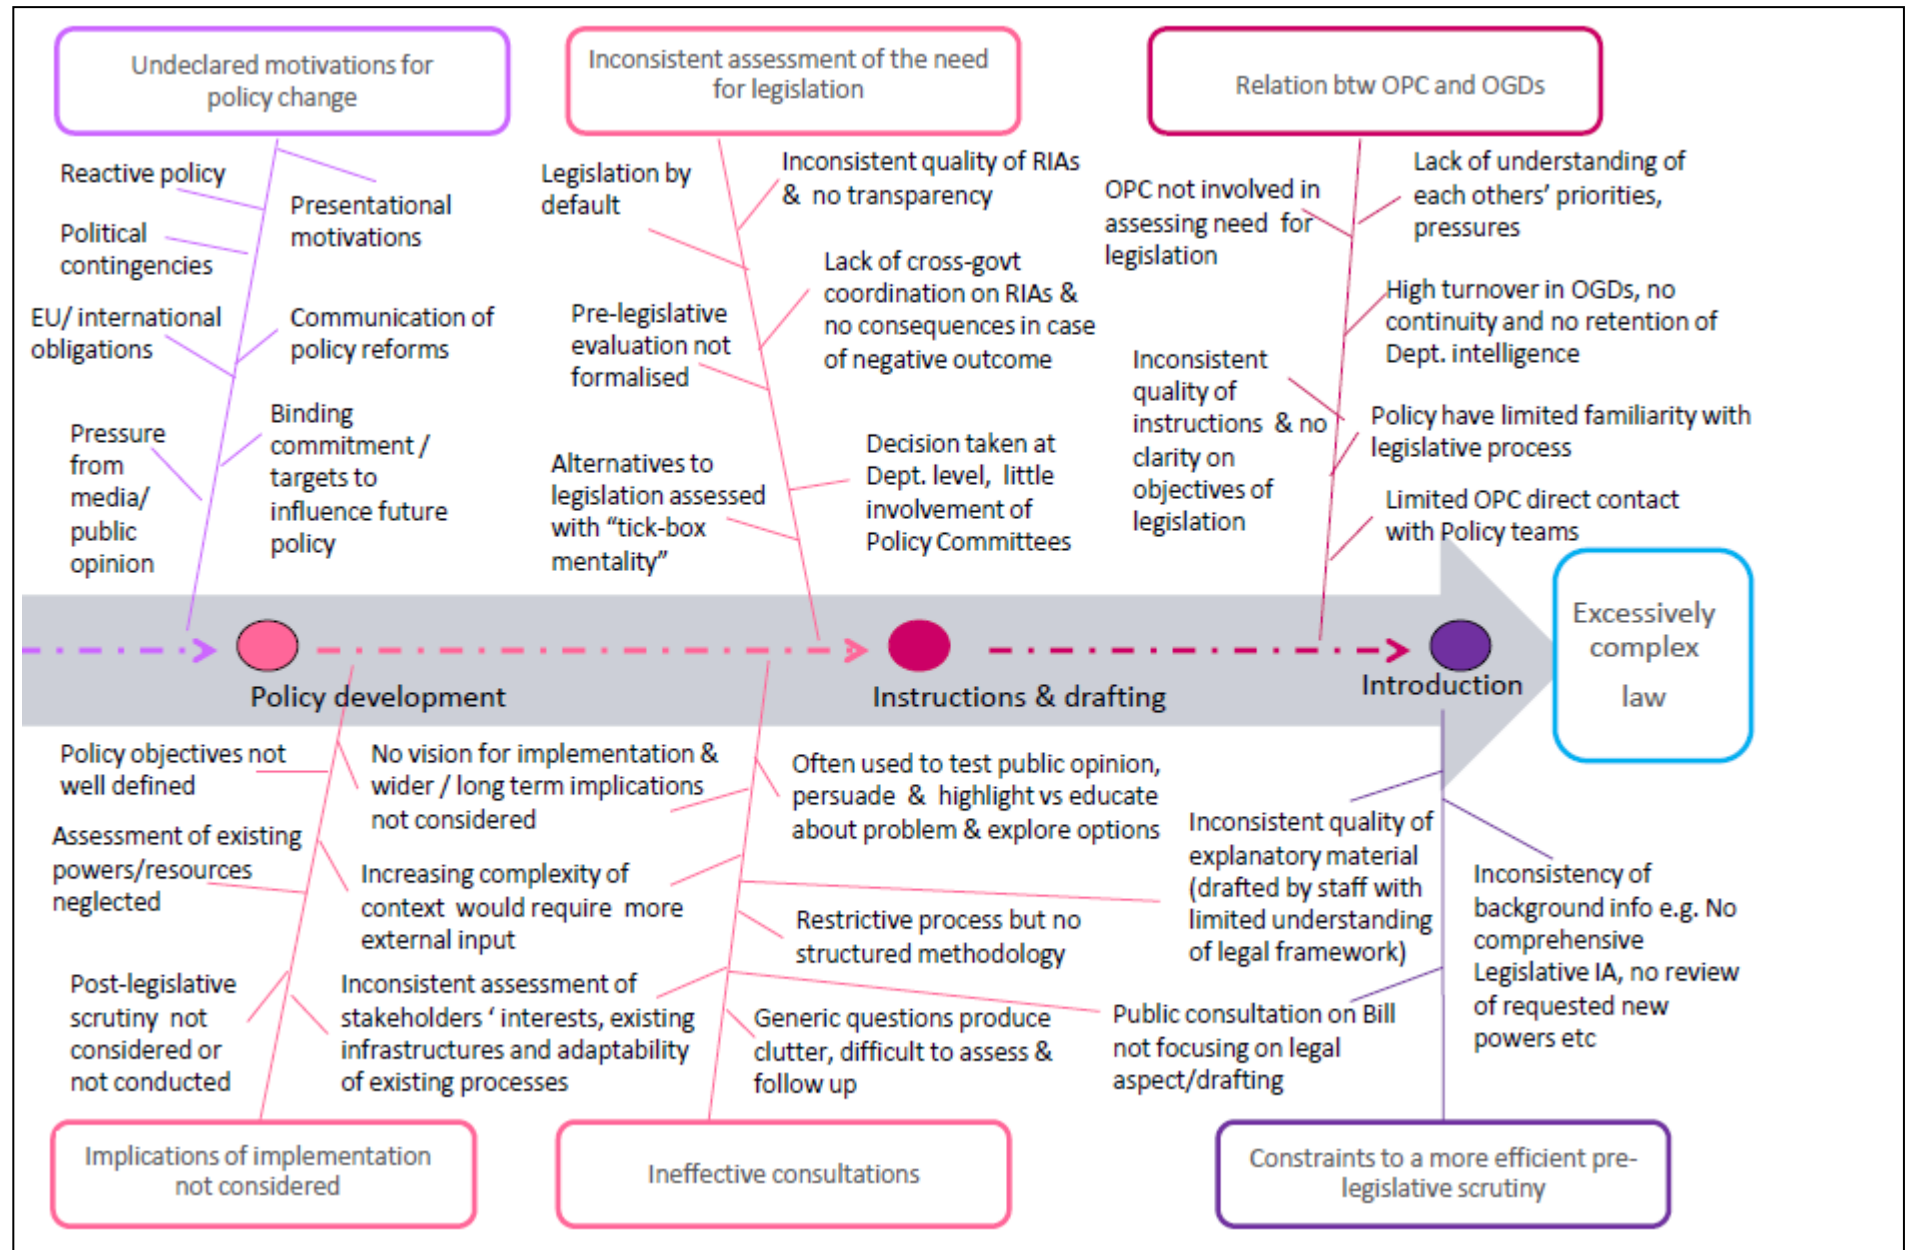 Undeclared motivations for
policy change
Inconsistent assessment of the need
for legislation
Relation btw OPC and OGDs
Reactive policy
Presentational
motivations
Political
contingencies
EU/ international
obligations
Communication of
policy reforms
Pressure
from
media/
public
opinion
Binding
commitment /
targets to
influence future
policy
Legislation by
default
Inconsistent quality of RIAs
& no transparency
Lack of cross-govt
coordination on RIAs &
no consequences in case
of negative outcome
Pre-legislative
evaluation not
formalised
Alternatives to
legislation assessed
with “tick-box
mentality”
Decision taken at
Dept. level, little
involvement of
Policy Committees
OPC not involved in
assessing need for
legislation
Lack of understanding of
each others’ priorities,
pressures
High turnover in OGDs, no
continuity and no retention of
Dept. intelligence
Inconsistent
quality of
instructions & no
clarity on
objectives of
legislation
Policy have limited familiarity with
legislative process
Limited OPC direct contact
with Policy teams
Policy development
Instructions & drafting
Introduction
Excessively
complex
law
Policy objectives not
well defined
No vision for implementation &
wider / long term implications
not considered
Assessment of existing
powers/resources
neglected
Increasing complexity of
context would require more
external input
Post-legislative
scrutiny not
considered or
not conducted
Inconsistent assessment of
stakeholders ‘ interests, existing
infrastructures and adaptability
of existing processes
Often used to test public opinion,
persuade & highlight vs educate
about problem & explore options
Restrictive process but no
structured methodology
Generic questions produce
clutter, difficult to assess &
follow up
Inconsistent quality of
explanatory material
(drafted by staff with
limited understanding
of legal framework)
Public consultation on Bill
not focusing on legal
aspect/drafting
Inconsistency of
background info e.g. No
comprehensive
Legislative IA, no review
of requested new
powers etc
Implications of implementation
not considered
Ineffective consultations
Constraints to a more efficient pre-
legislative scrutiny